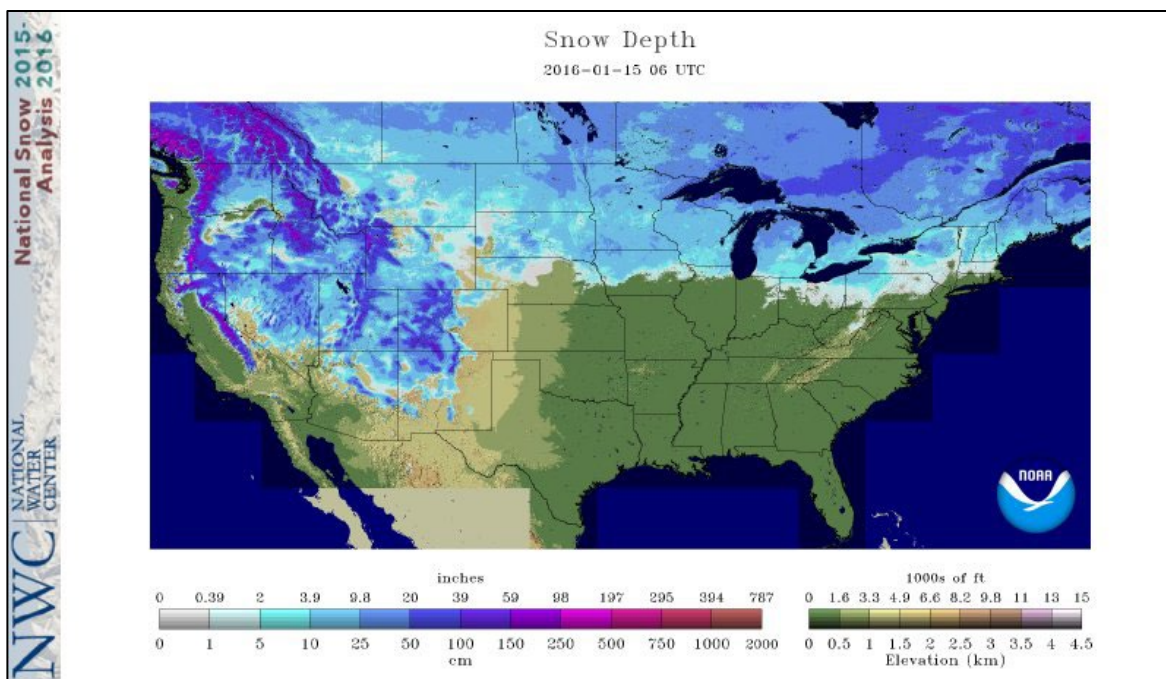 National Snow 2015-
Analysis 2016
NWC | NATIONAL
WATER
CENTER
Snow Depth
2016-01-15 06 UTC
NOAA
inches
0 0.39 2 3.9 9.8 20 39 59 98 197 295 394 787
0 1 5 10 25 50 100 150 250 500 750 1000 2000
cm
1000s of ft
0 1.6 3.3 4.9 6.6 8.2 9.8 11 13 15
0 0.5 1 1.5 2 2.5 3 3.5 4 4.5
Elevation (km)